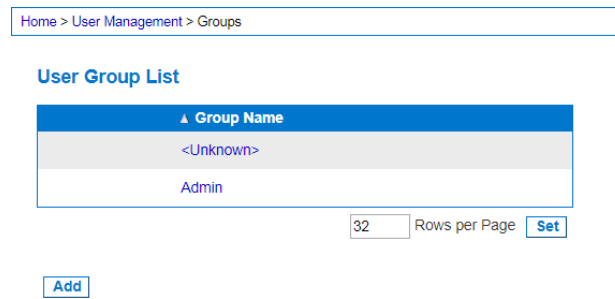 Home > User Management > Groups
User Group List
▲ Group Name
<Unknown>
Admin
32 Rows per Page Set
Add